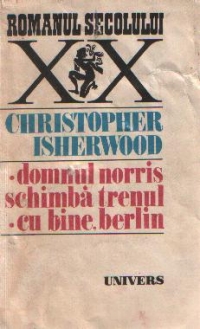 ROMANUL SECOLULUI
XX
CHRISTOPHER
ISHERWOOD
•domnul norris
schimbă trenul
•cu bine, berlin
UNIVERS